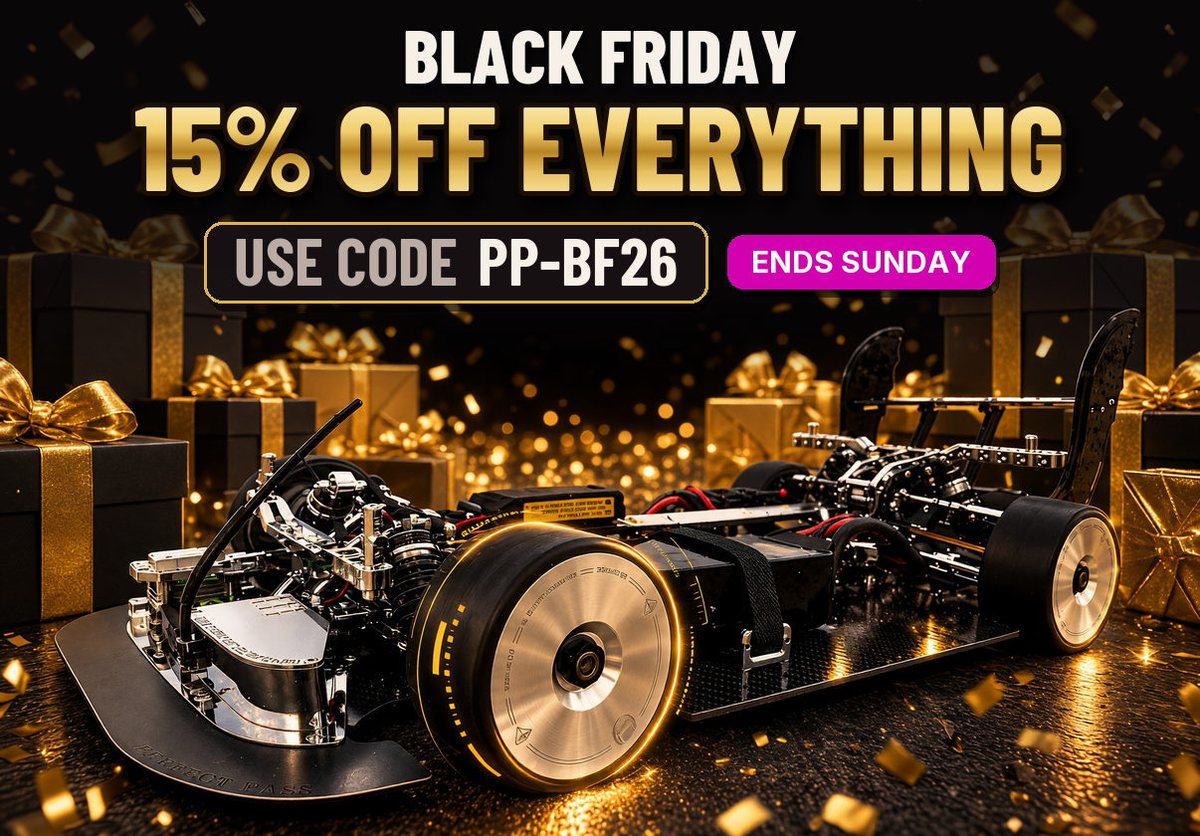 BLACK FRIDAY
15% OFF EVERYTHING
USE CODE PP-BF26
ENDS SUNDAY
PERFECT PASS